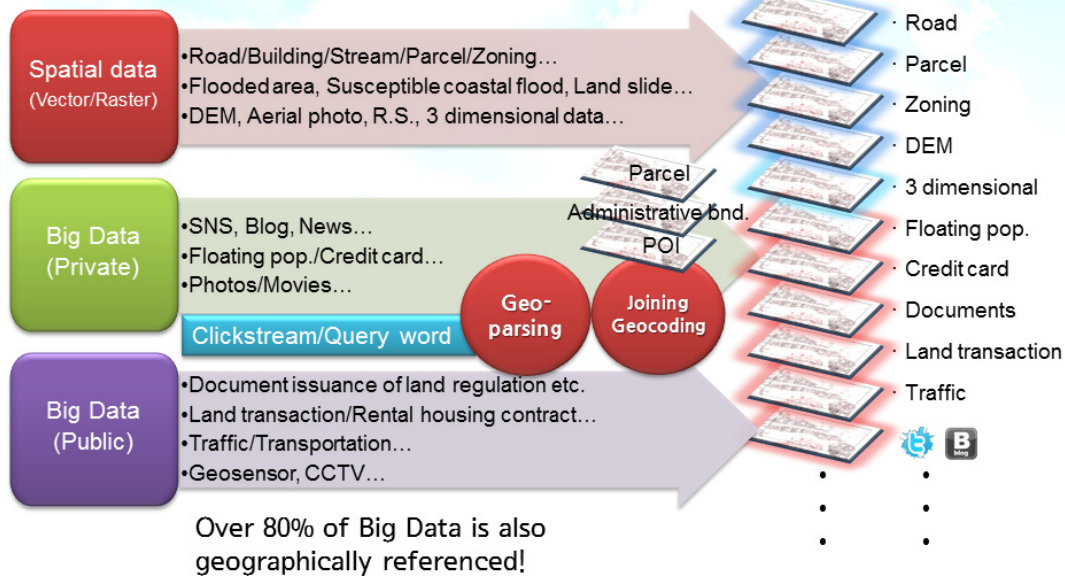 Spatial data
(Vector/Raster)
•Road/Building/Stream/Parcel/Zoning…
•Flooded area, Susceptible coastal flood, Land slide…
•DEM, Aerial photo, R.S., 3 dimensional data…
Big Data
(Private)
•SNS, Blog, News…
•Floating pop./Credit card…
•Photos/Movies…
Clickstream/Query word
Parcel
Administrative bnd.
POI
Geo-
parsing
Joining
Geocoding
Big Data
(Public)
•Document issuance of land regulation etc.
•Land transaction/Rental housing contract…
•Traffic/Transportation…
•Geosensor, CCTV…
· Road
· Parcel
· Zoning
· DEM
· 3 dimensional
· Floating pop.
· Credit card
· Documents
· Land transaction
· Traffic
B
blog
Over 80% of Big Data is also
geographically referenced!